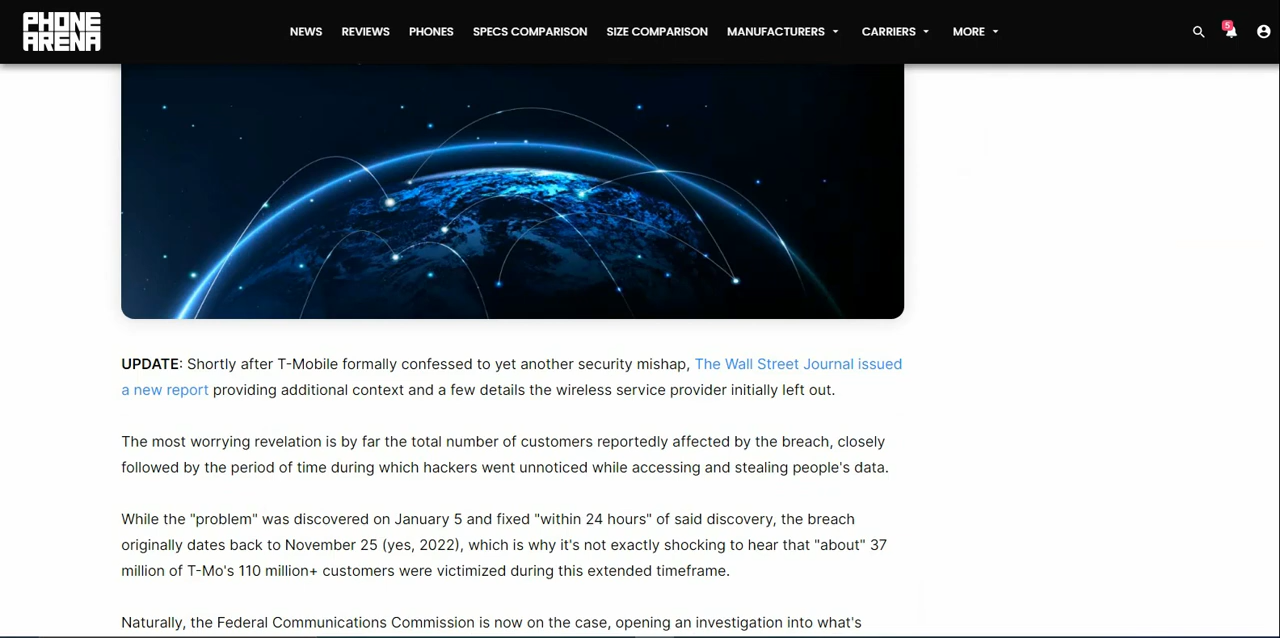 PHONE
ARENA
NEWS REVIEWS PHONES SPECS COMPARISON SIZE COMPARISON MANUFACTURERS CARRIERS MORE 5
UPDATE: Shortly after T-Mobile formally confessed to yet another security mishap, The Wall Street Journal issued
a new report providing additional context and a few details the wireless service provider initially left out.
The most worrying revelation is by far the total number of customers reportedly affected by the breach, closely
followed by the period of time during which hackers went unnoticed while accessing and stealing people's data.
While the "problem" was discovered on January 5 and fixed "within 24 hours" of said discovery, the breach
originally dates back to November 25 (yes, 2022), which is why it's not exactly shocking to hear that "about" 37
million of T-Mo's 110 million+ customers were victimized during this extended timeframe.
Naturally, the Federal Communications Commission is now on the case, opening an investigation into what's